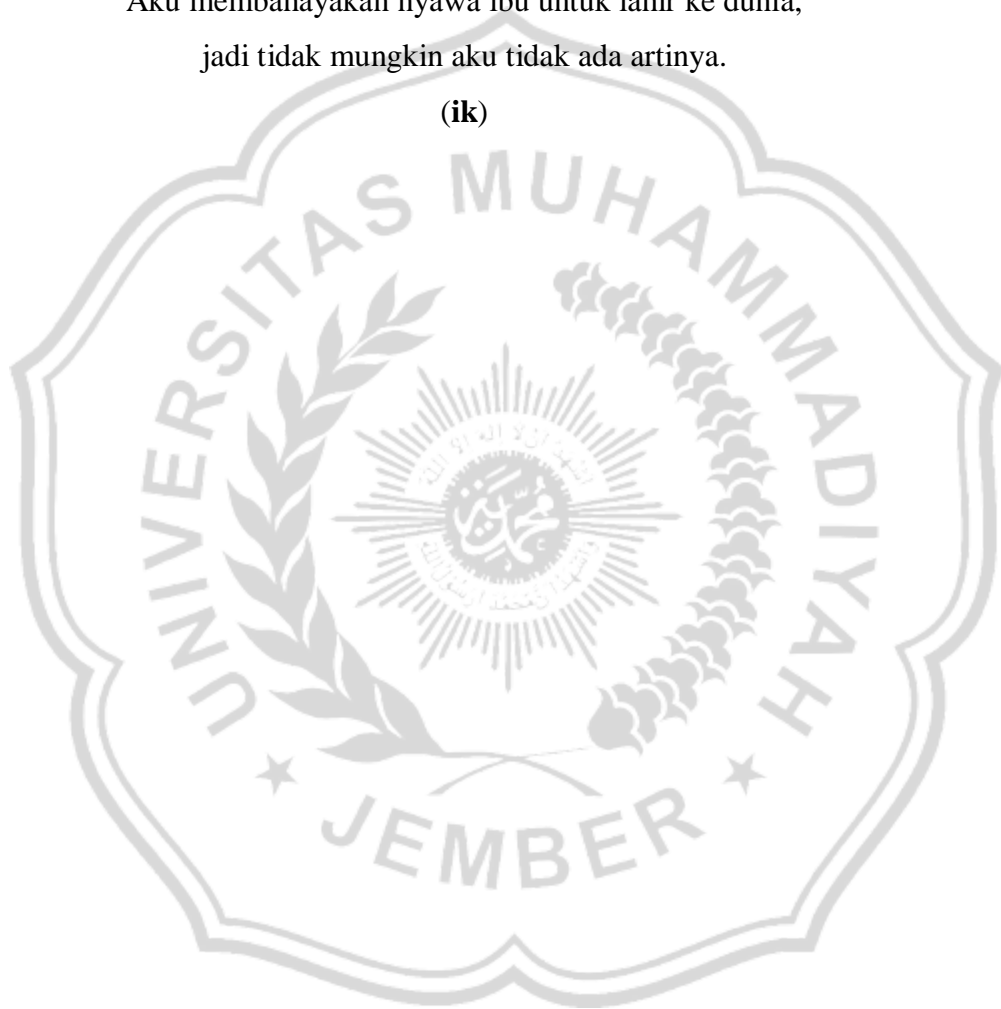 Aku membahayakan nyawa ibu untuk lahir ke dunia,
jadi tidak mungkin aku tidak ada artinya.
(ik)
UNIVERSITAS MUHAMMADIYAH
JEMBER